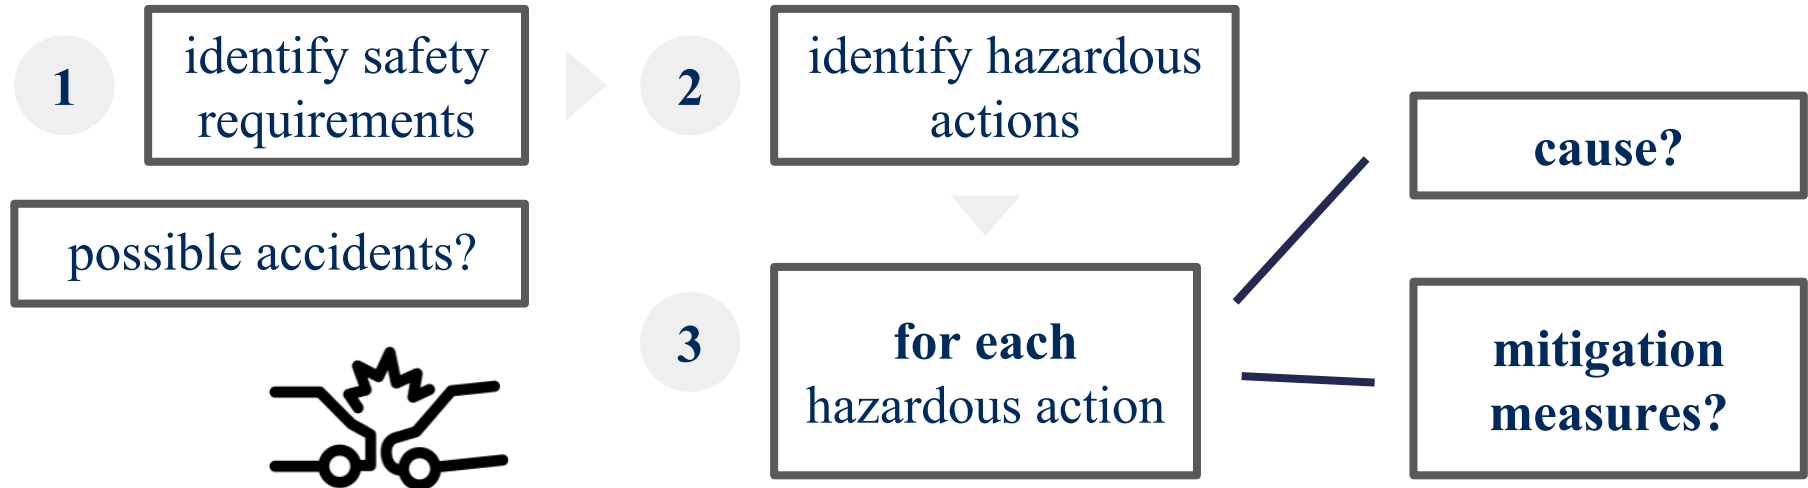 1
identify safety
requirements
possible accidents?
2
identify hazardous
actions
3
for each
hazardous action
cause?
mitigation
measures?